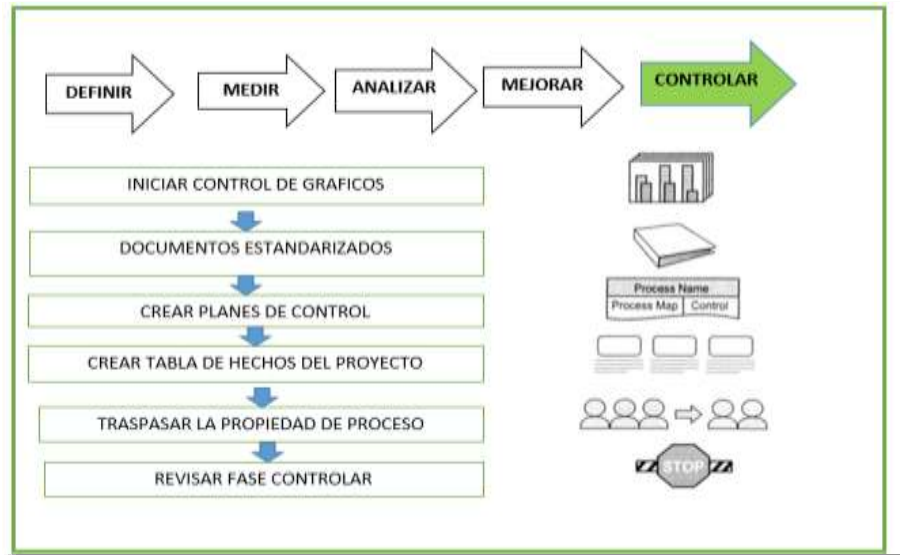 DEFINIR
MEDIR
ANALIZAR
MEJORAR
CONTROLAR
INICIAR CONTROL DE GRAFICOS
DOCUMENTOS ESTANDARIZADOS
Process Name
Process Map Control
CREAR PLANES DE CONTROL
CREAR TABLA DE HECHOS DEL PROYECTO
TRASPASAR LA PROPIEDAD DE PROCESO
STOP
REVISAR FASE CONTROLAR